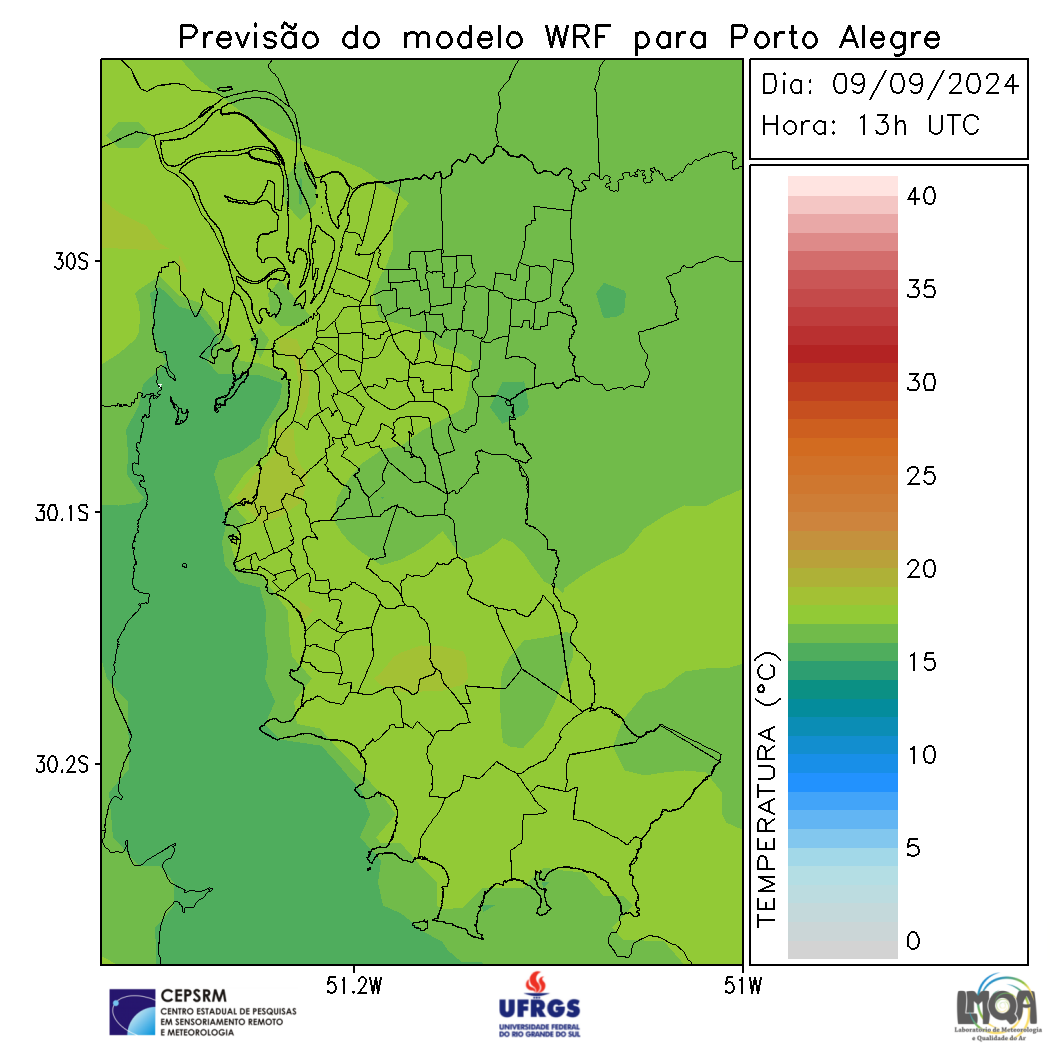 Previsão do modelo WRF para Porto Alegre
Dia: 09/09/2024
Hora: 13h UTC
40
35
30
25
20
15
10
5
0
TEMPERATURA (°C)
30S
30.1S
30.2S
51.2W
51W
CEPSRM
CENTRO ESTADUAL DE PESQUISAS
EM SENSORIAMENTO REMOTO
E METEOROLOGIA
UFRGS
UNIVERSIDADE FEDERAL
DO RIO GRANDE DO SUL
LMQA
Laboratório de Meteorologia
e Qualidade do Ar